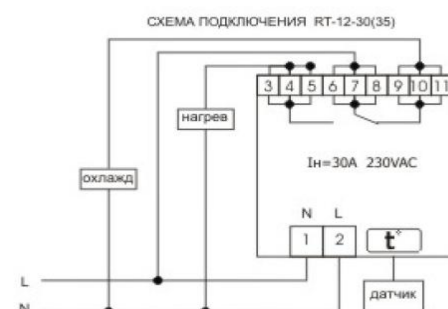 СХЕМА ПОДКЛЮЧЕНИЯ RT-12-30(35)
3 4 5 6 7 8 9 10 11
нагрев
Iн=30A 230VAC
охлажд
N L
1 2 t°
L
датчик
N